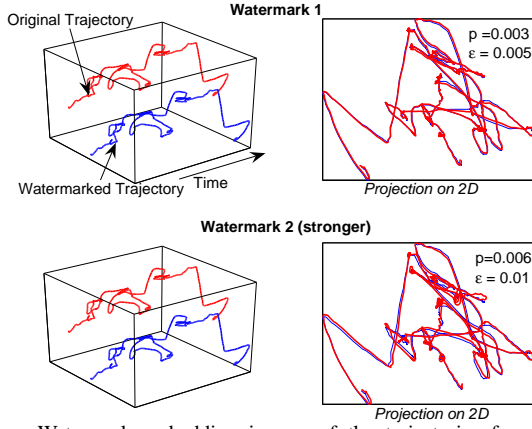 Watermark 1
Original Trajectory
p =0.003
ε = 0.005
Watermarked Trajectory
Time
Projection on 2D
Watermark 2 (stronger)
p=0.006
ε = 0.01
Projection on 2D